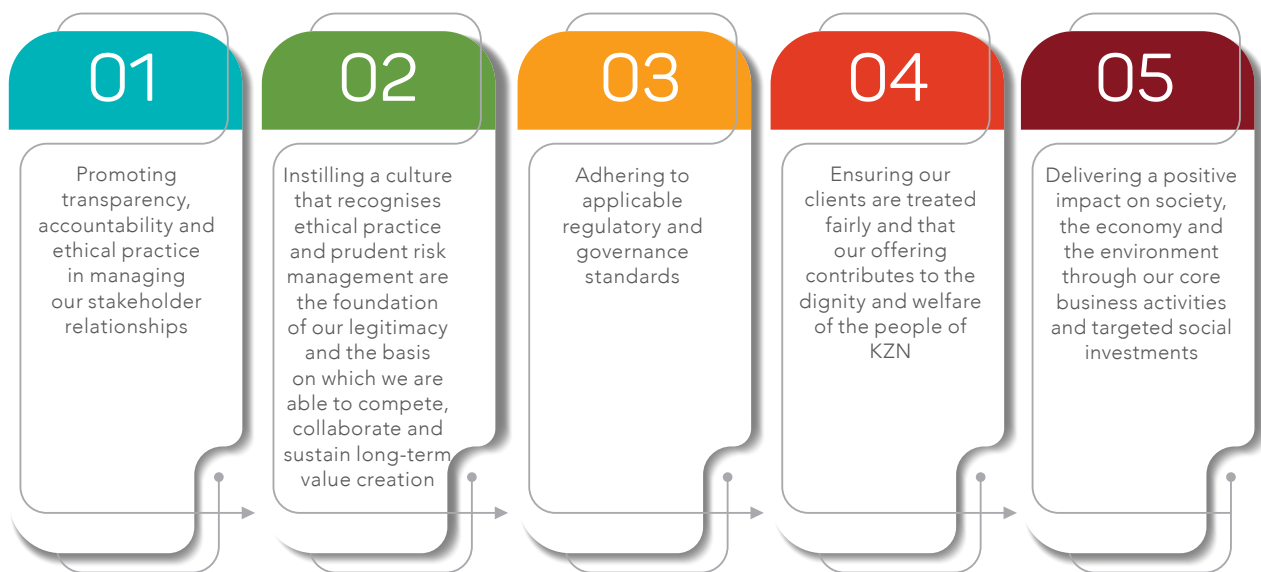 01
Promoting
transparency,
accountability and
ethical practice
in managing
our stakeholder
relationships
02
Instilling a culture
that recognises
ethical practice
and prudent risk
management are
the foundation
of our legitimacy
and the basis
on which we are
able to compete,
collaborate and
sustain long-term
value creation
03
Adhering to
applicable
regulatory and
governance
standards
04
Ensuring our
clients are treated
fairly and that
our offering
contributes to the
dignity and welfare
of the people of
KZN
05
Delivering a positive
impact on society,
the economy and
the environment
through our core
business activities
and targeted social
investments